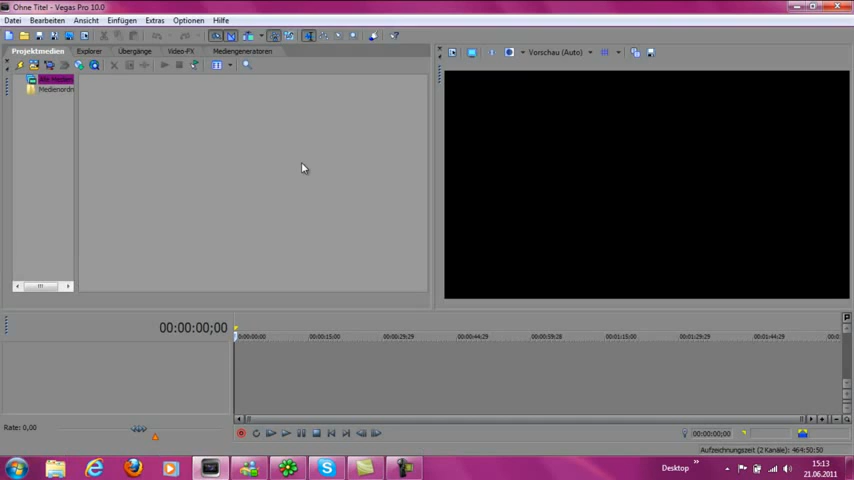 Ohne Titel - Vegas Pro 10.0
Datei Bearbeiten Ansicht Einfügen Extras Optionen Hilfe
Projektmedien Explorer Übergänge Video-FX Mediengeneratoren
Vorschau (Auto)
Alle Medien
Medienordn
00:00:00;00
0:00:00:00 00:00:15:00 00:00:29:29 00:00:44:29 00:00:59:28 00:01:15:00 00:01:29:29 00:01:44:29 00:0
Rate: 0,00
00:00:00;00
Aufzeichnungszeit (2 Kanäle): 464:50:50
Desktop
15:13
21.06.2011